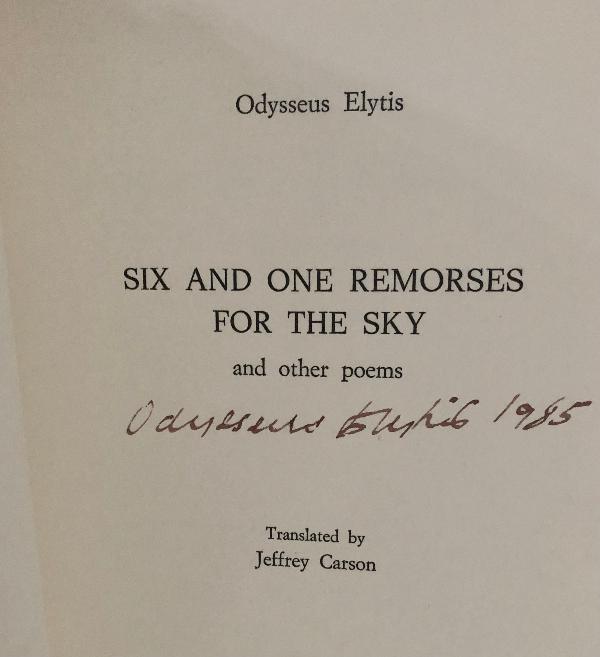 Odysseus Elytis
SIX AND ONE REMORSES
FOR THE SKY
and other poems
Odysseus Elytis 1985
Translated by
Jeffrey Carson